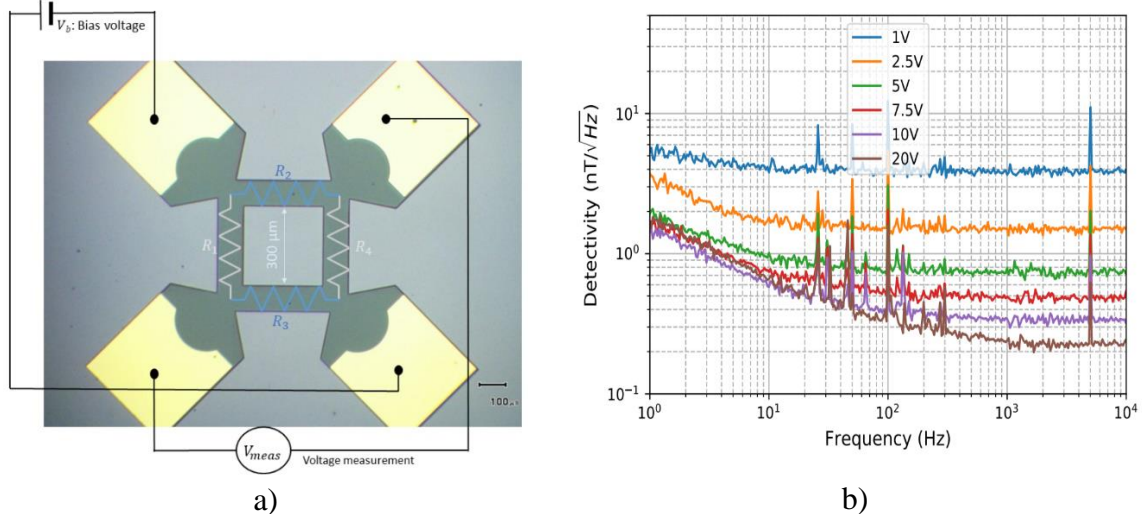 V_b: Bias voltage
R_2
R_1
300 μm
R_4
R_3
100μm
V_meas
Voltage measurement
a)
Detectivity (nT/√Hz)
10^1
10^0
10^-1
1V
2.5V
5V
7.5V
10V
20V
10^0 10^1 10^2 10^3 10^4
Frequency (Hz)
b)